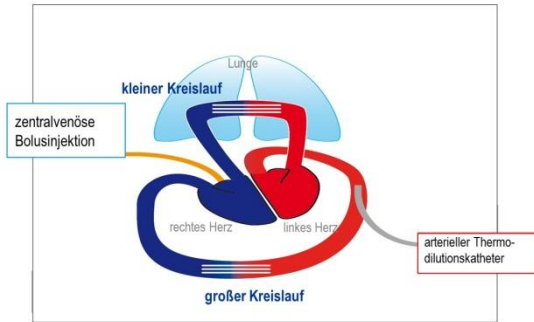 Lunge
kleiner Kreislauf
zentralvenöse
Bolusinjektion
rechtes Herz
linkes Herz
arterieller Thermo-
dilutionskatheter
großer Kreislauf